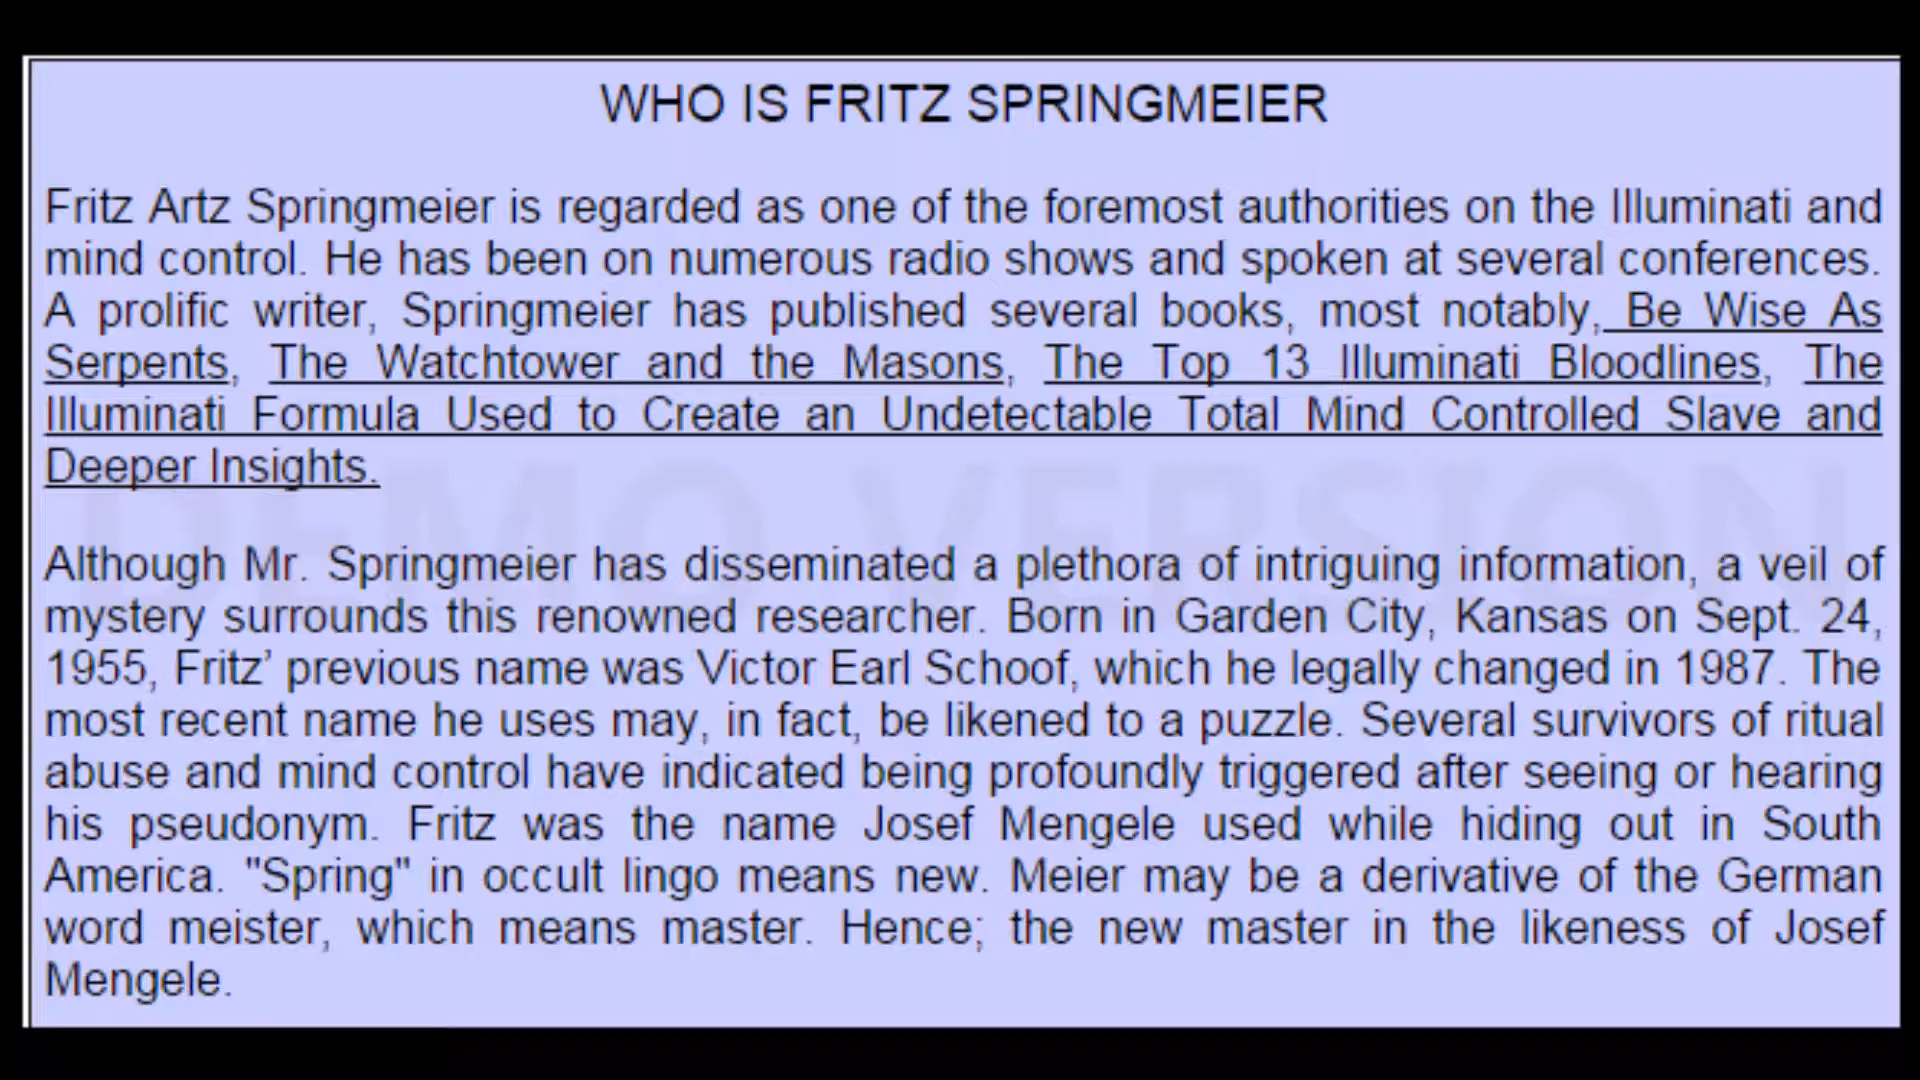 WHO IS FRITZ SPRINGMEIER
Fritz Artz Springmeier is regarded as one of the foremost authorities on the Illuminati and
mind control. He has been on numerous radio shows and spoken at several conferences.
A prolific writer, Springmeier has published several books, most notably, Be Wise As
Serpents, The Watchtower and the Masons, The Top 13 Illuminati Bloodlines, The
Illuminati Formula Used to Create an Undetectable Total Mind Controlled Slave and
Deeper Insights.
DEMO VERSION
Although Mr. Springmeier has disseminated a plethora of intriguing information, a veil of
mystery surrounds this renowned researcher. Born in Garden City, Kansas on Sept. 24,
1955, Fritz’ previous name was Victor Earl Schoof, which he legally changed in 1987. The
most recent name he uses may, in fact, be likened to a puzzle. Several survivors of ritual
abuse and mind control have indicated being profoundly triggered after seeing or hearing
his pseudonym. Fritz was the name Josef Mengele used while hiding out in South
America. "Spring" in occult lingo means new. Meier may be a derivative of the German
word meister, which means master. Hence; the new master in the likeness of Josef
Mengele.